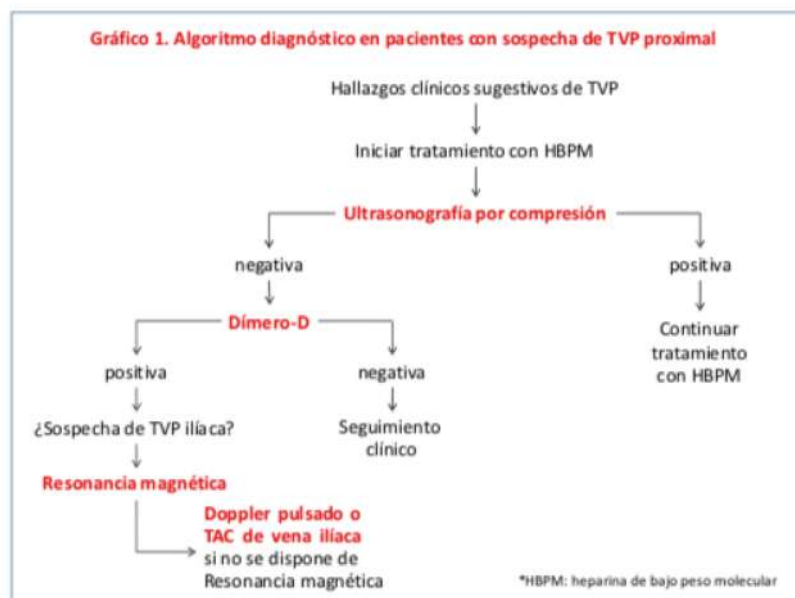 Gráfico 1. Algoritmo diagnóstico en pacientes con sospecha de TVP proximal
Hallazgos clínicos sugestivos de TVP
Iniciar tratamiento con HBPM
Ultrasonografía por compresión
negativa
positiva
Dímero-D
Continuar
tratamiento
con HBPM
positiva
negativa
¿Sospecha de TVP ilíaca?
Seguimiento
clínico
Resonancia magnética
Doppler pulsado o
TAC de vena ilíaca
si no se dispone de
Resonancia magnética
*HBPM: heparina de bajo peso molecular